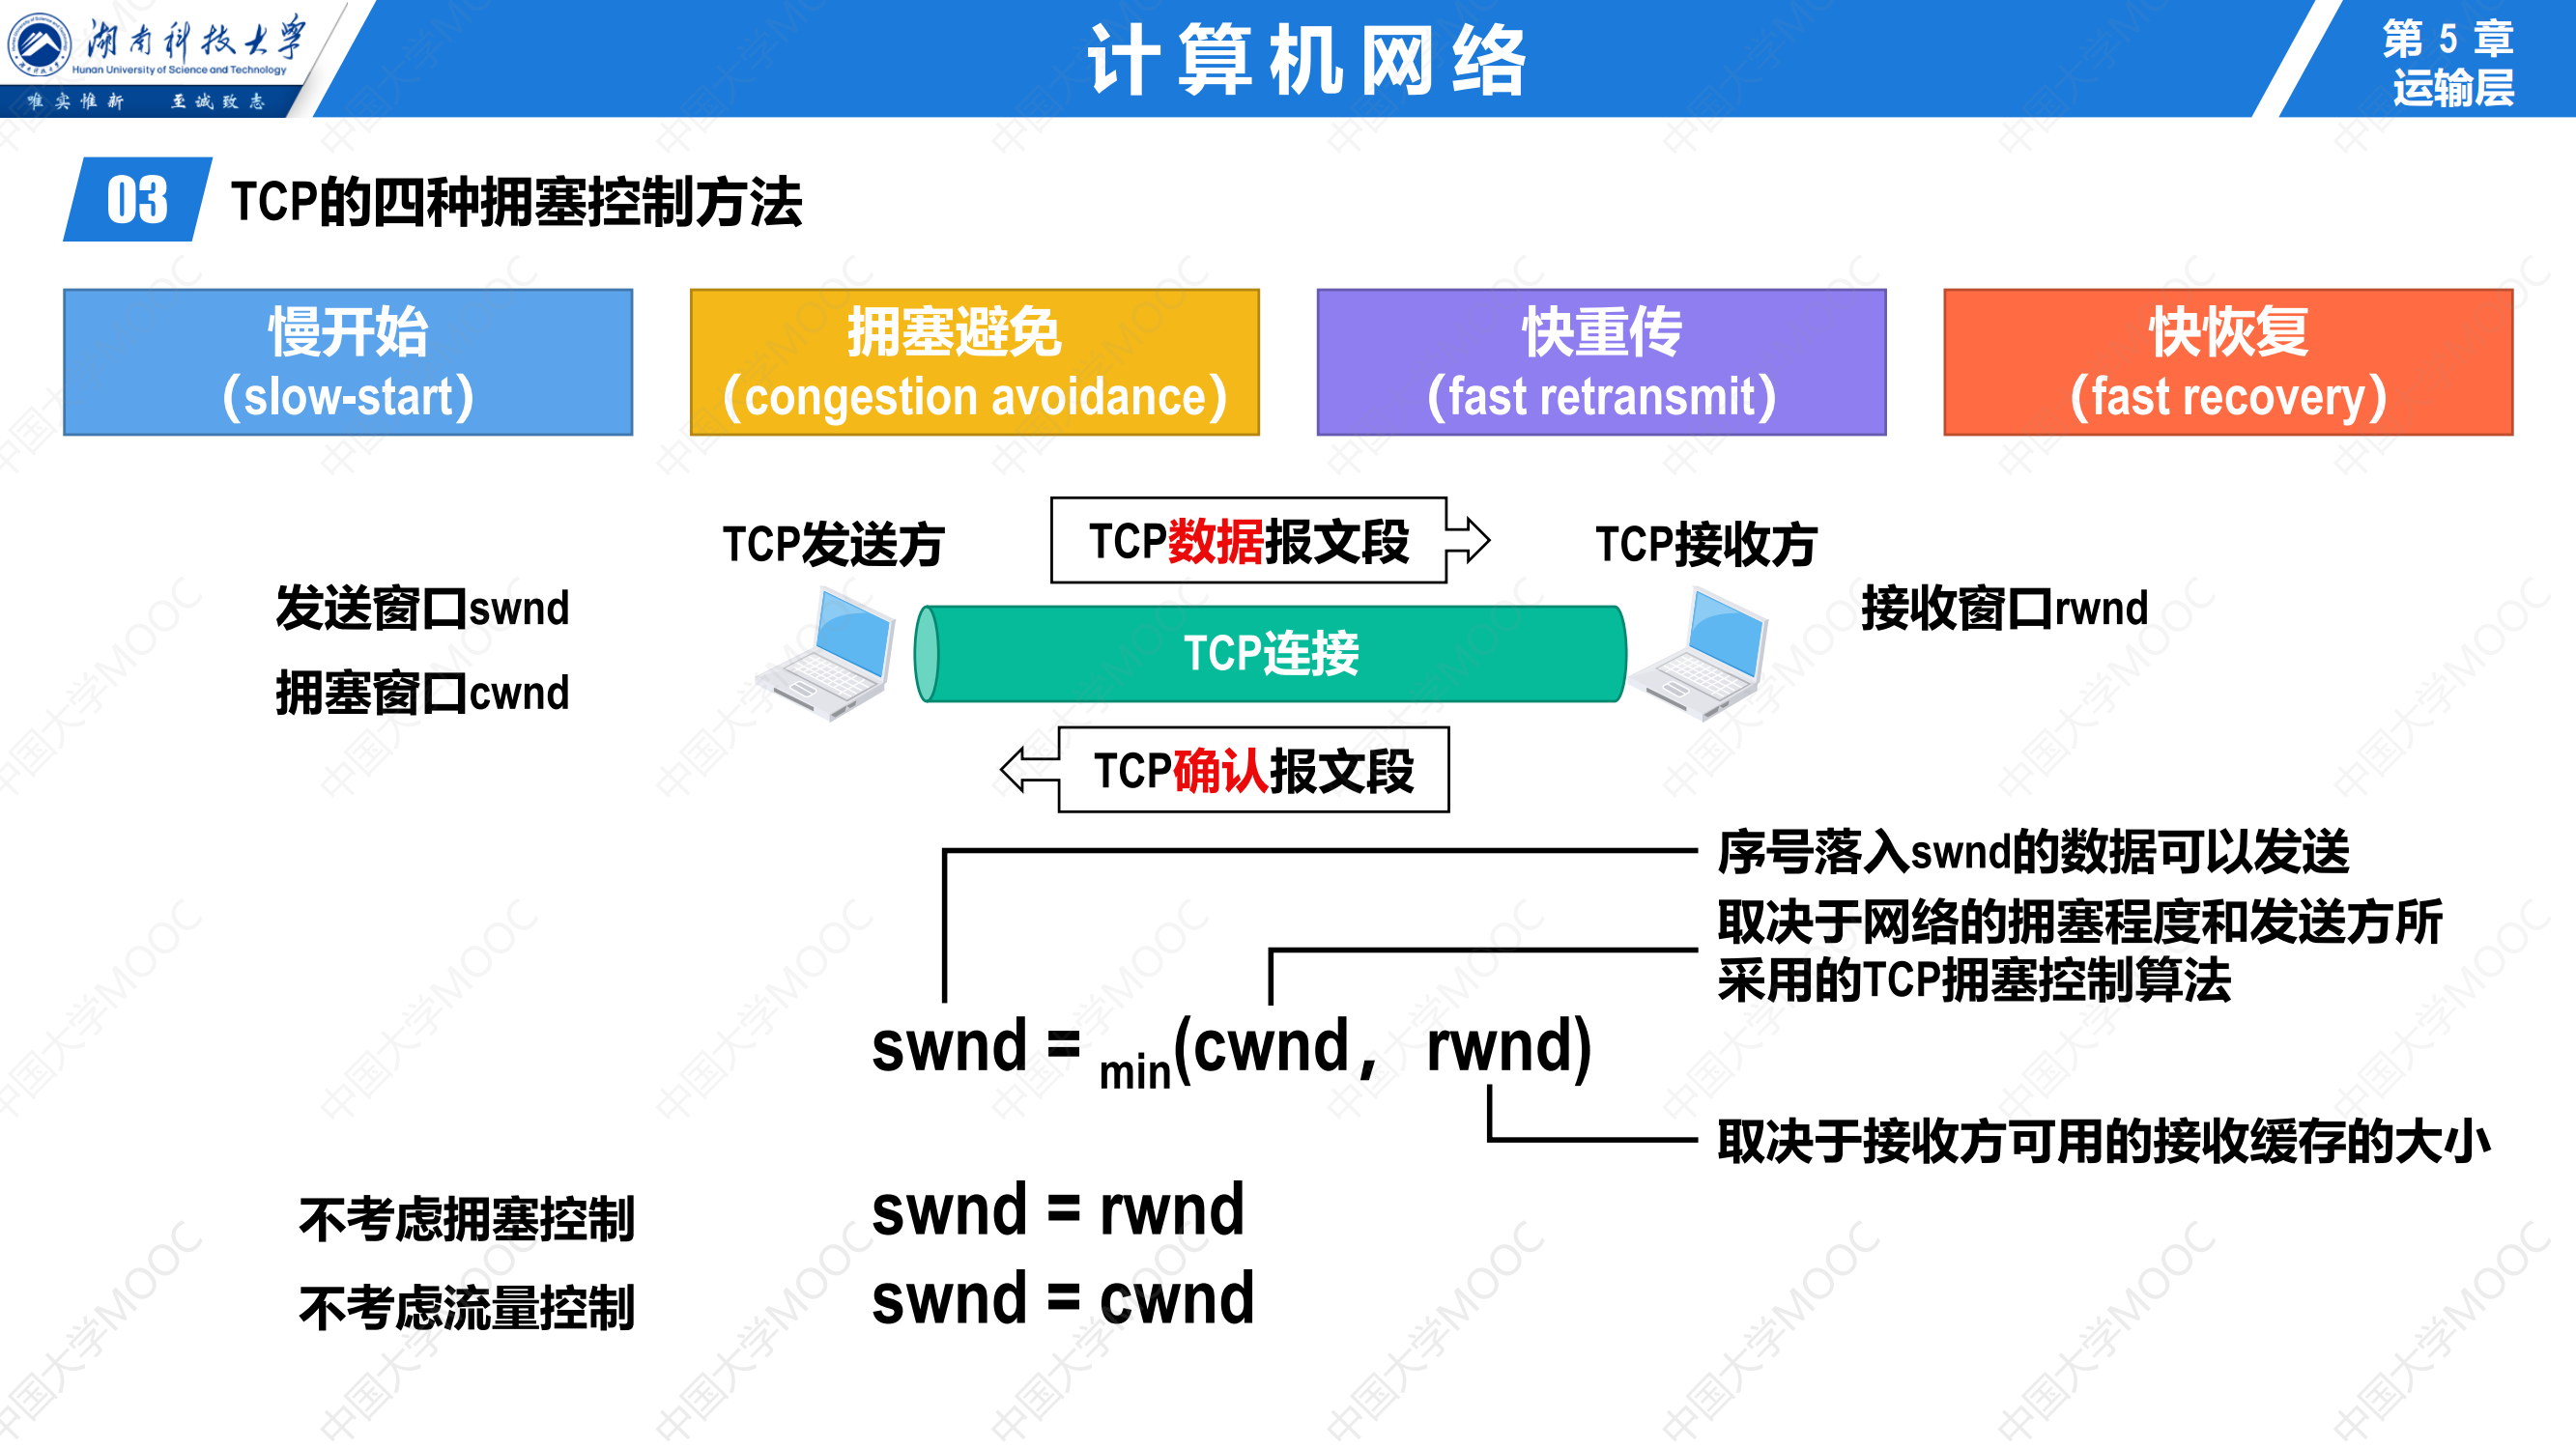 湖南科技大学
Hunan University of Science and Technology
唯实惟新 至诚致志
计算机网络
第 5 章
运输层
03
TCP的四种拥塞控制方法
慢开始
(slow-start)
拥塞避免
(congestion avoidance)
快重传
(fast retransmit)
快恢复
(fast recovery)
TCP发送方
TCP数据报文段
TCP接收方
发送窗口swnd
拥塞窗口cwnd
TCP连接
接收窗口rwnd
TCP确认报文段
序号落入swnd的数据可以发送
取决于网络的拥塞程度和发送方所
采用的TCP拥塞控制算法
swnd = min(cwnd, rwnd)
取决于接收方可用的接收缓存的大小
不考虑拥塞控制
swnd = rwnd
不考虑流量控制
swnd = cwnd
中国大学MOOC